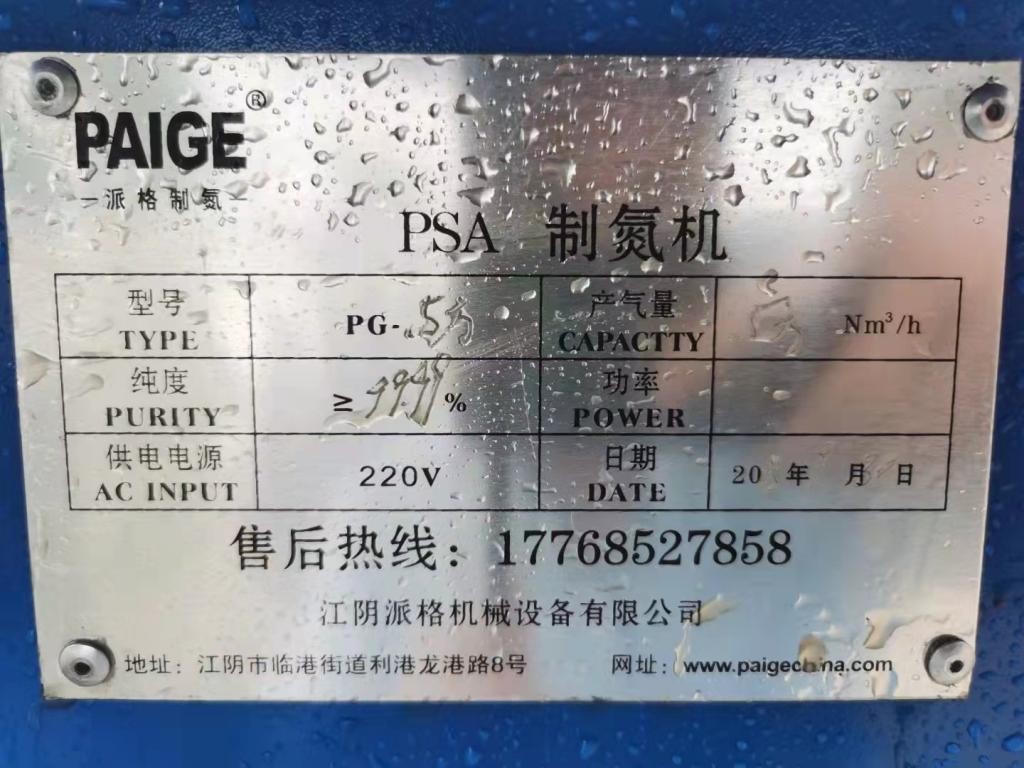 PAIGE®
派格制氮
PSA 制氮机
型号 PG-5方 产气量 Nm³/h
TYPE CAPACTTY
纯度 ≥99.99% 功率
PURITY POWER
供电电源 220V 日期 20 年 月 日
AC INPUT DATE
售后热线：17768527858
江阴派格机械设备有限公司
地址：江阴市临港街道利港龙港路8号 网址：www.paigechina.com